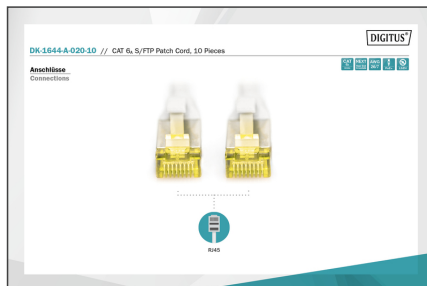 DIGITUS®
DK-1644-A-020-10 // CAT 6A S/FTP Patch Cord, 10 Pieces
Anschlüsse
Connections
RJ45